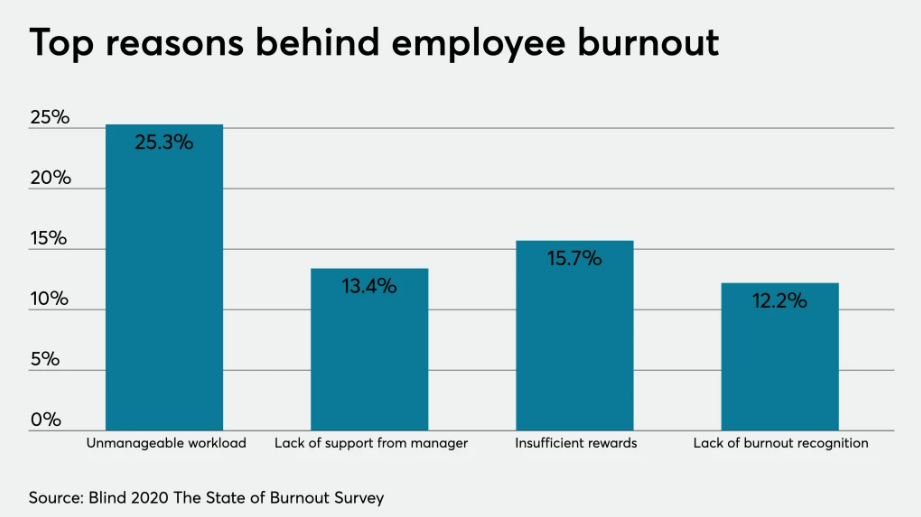 Top reasons behind employee burnout
25%
20%
15%
10%
5%
0%
25.3%
13.4%
15.7%
12.2%
Unmanageable workload
Lack of support from manager
Insufficient rewards
Lack of burnout recognition
Source: Blind 2020 The State of Burnout Survey